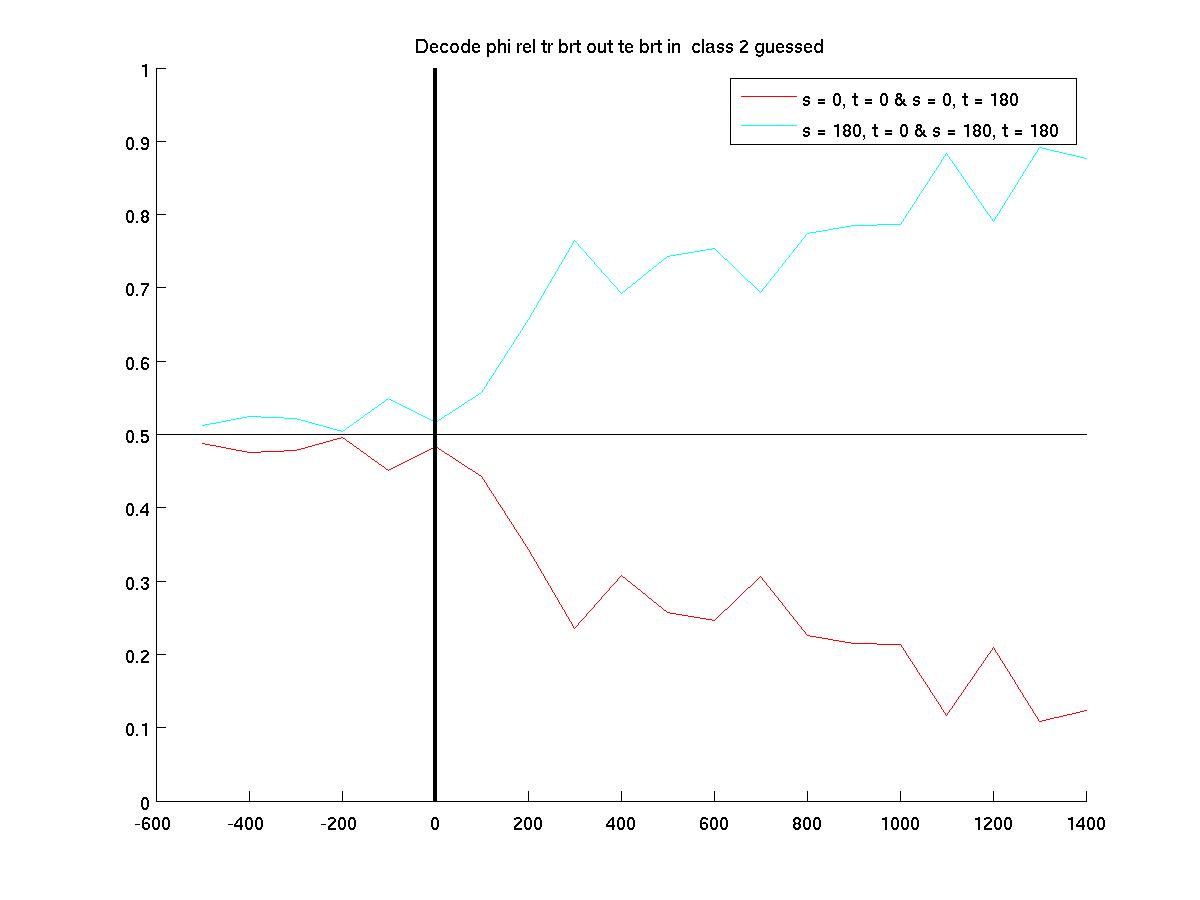 Decode phi rel tr brt out te brt in  class 2 guessed
s = 0, t = 0 & s = 0, t = 180
s = 180, t = 0 & s = 180, t = 180
1
0.9
0.8
0.7
0.6
0.5
0.4
0.3
0.2
0.1
0
-600 -400 -200 0 200 400 600 800 1000 1200 1400